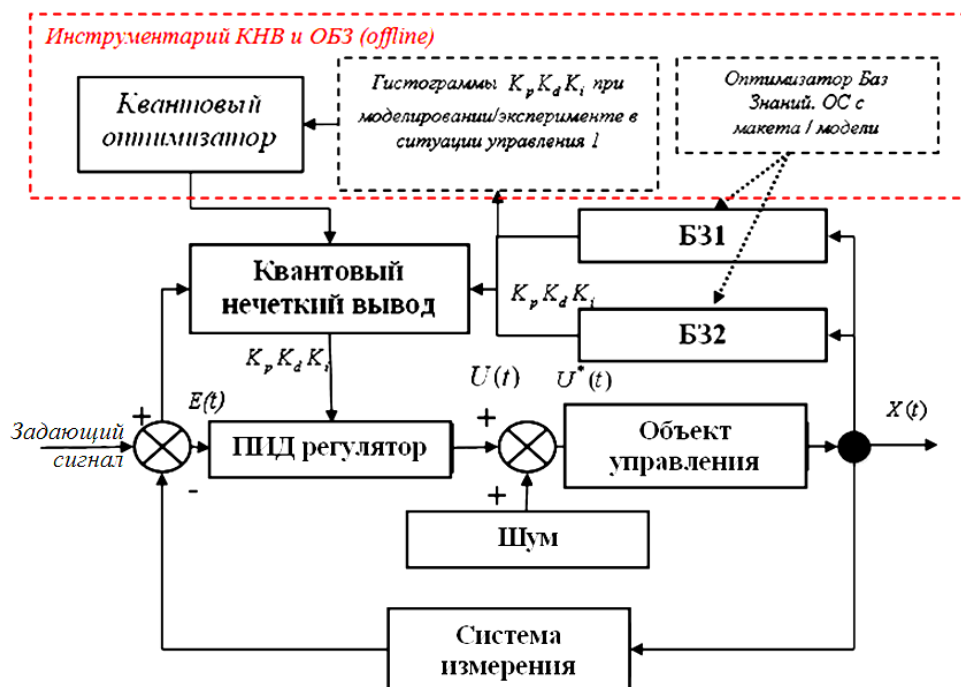 Инструментарий КНВ и ОБЗ (offline)
Квантовый
оптимизатор
Гистограммы K_p K_d K_i при
моделировании/эксперименте в
ситуации управления 1
Оптимизатор Баз
Знаний. ОС с
макета / модели
БЗ1
Квантовый
нечеткий вывод
K_p K_d K_i
БЗ2
K_p K_d K_i
U(t)
U*(t)
E(t)
X(t)
+
+
Задающий
сигнал
ПИД регулятор
Объект
управления
-
+
Шум
Система
измерения